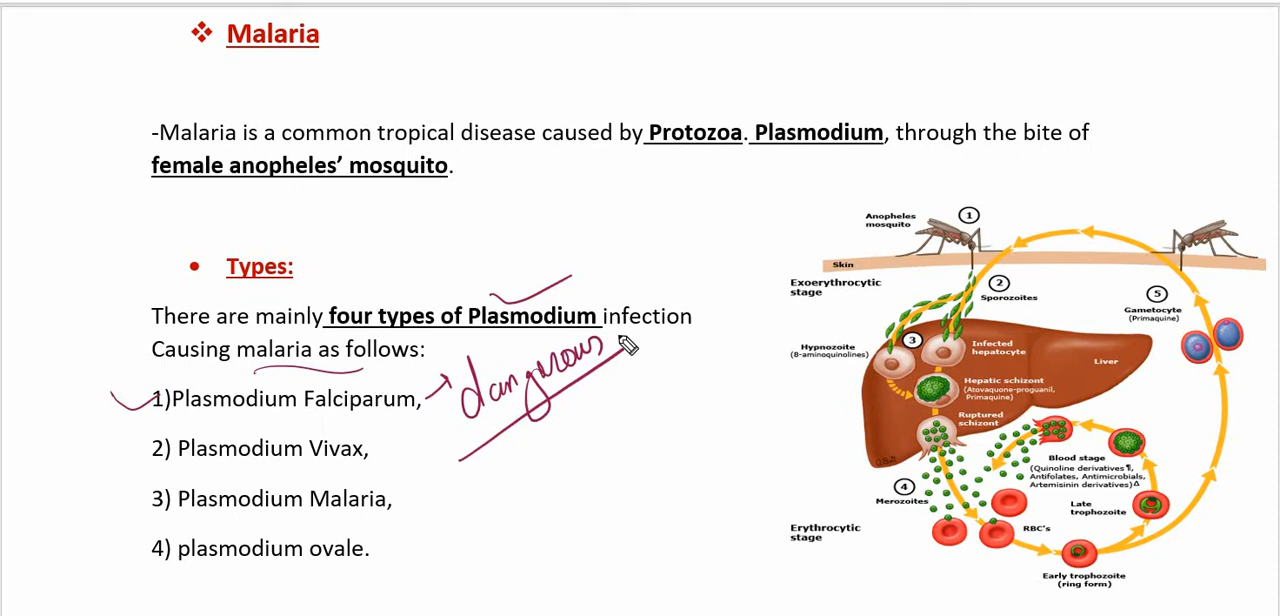 ❖ Malaria
-Malaria is a common tropical disease caused by Protozoa. Plasmodium, through the bite of
female anopheles’ mosquito.
• Types:
There are mainly four types of Plasmodium infection
Causing malaria as follows:
1)Plasmodium Falciparum,
dangerous
2) Plasmodium Vivax,
3) Plasmodium Malaria,
4) plasmodium ovale.
Anopheles
mosquito
1
Skin
Exoerythrocytic
stage
2
Sporozoites
5
Gametocyte
(Primaquine)
Hypnozoite
(8-aminoquinolines)
3
Infected
hepatocyte
Liver
Hepatic schizont
(Atovaquone-proguanil,
Primaquine)
Ruptured
schizont
Blood stage
(Quinoline derivatives¶,
Antifolates, Antimicrobials,
Artemisinin derivatives)Δ
4
Merozoites
Late
trophozoite
Erythrocytic
stage
RBC's
Early trophozoite
(ring form)